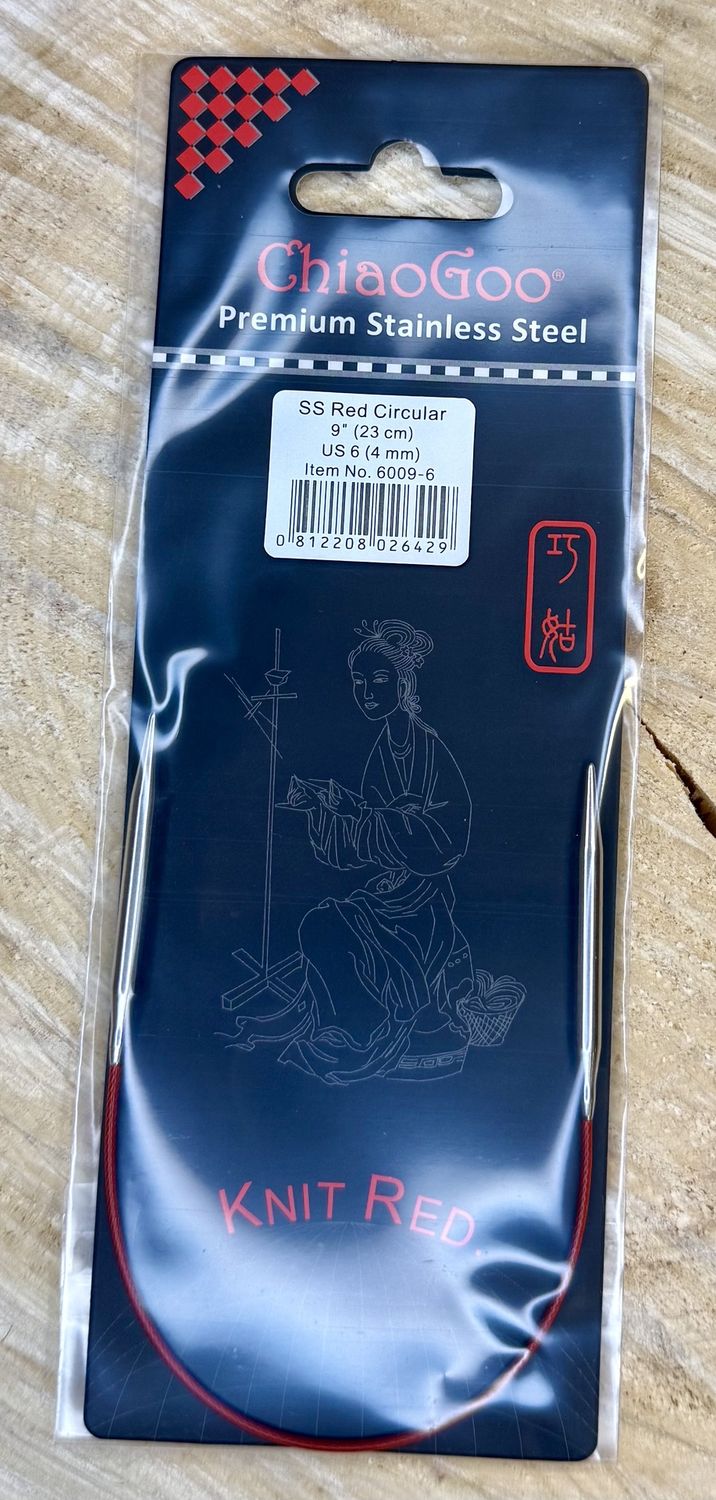 ChiaoGoo®
Premium Stainless Steel
SS Red Circular
9" (23 cm)
US 6 (4 mm)
Item No. 6009-6
0 812208 026429
巧
姑
KNIT RED